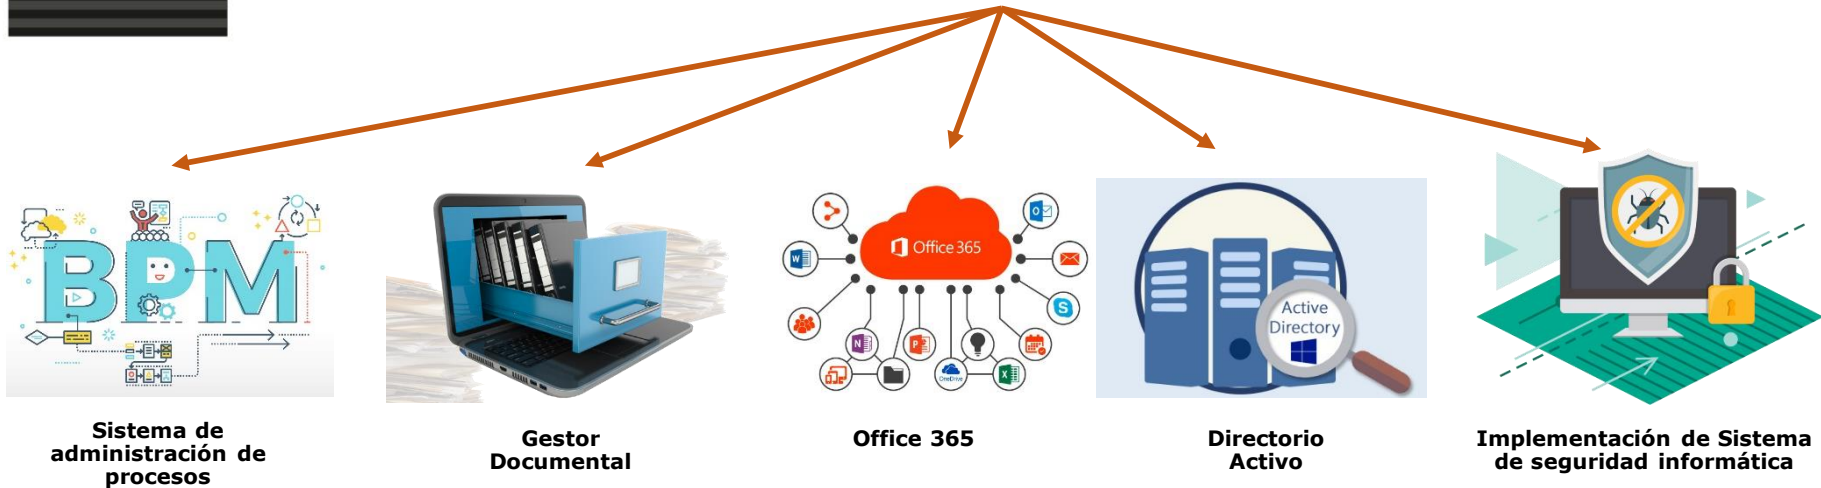 BPM
Office 365
W
O
S
N
P
OneDrive
X
Active
Directory
Sistema de
administración de
procesos
Gestor
Documental
Office 365
Directorio
Activo
Implementación de Sistema
de seguridad informática